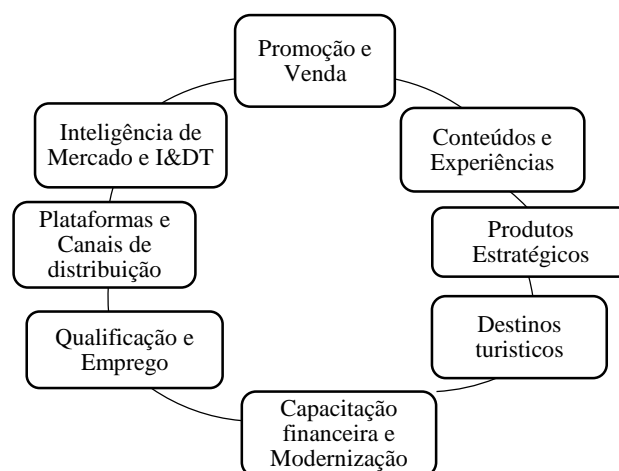 Promoção e
Venda
Conteúdos e
Experiências
Produtos
Estratégicos
Destinos
turisticos
Capacitação
financeira e
Modernização
Qualificação e
Emprego
Plataformas e
Canais de
distribuição
Inteligência de
Mercado e I&DT